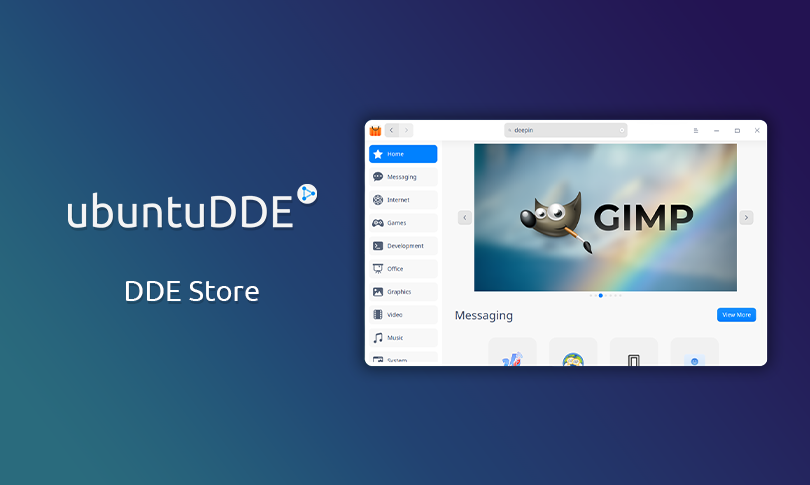 ubuntuDDE
DDE Store
deepin
Home
Messaging
Internet
Games
Development
Office
Graphics
Video
Music
System
GIMP
Messaging
View More